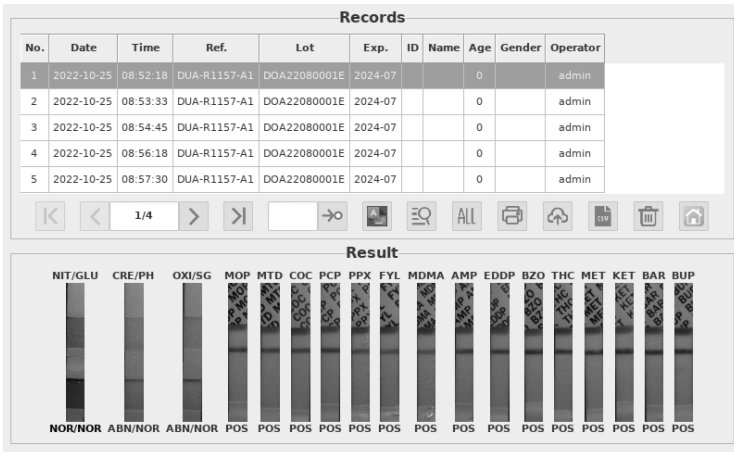 Records
No. Date Time Ref. Lot Exp. ID Name Age Gender Operator
1 2022-10-25 08:52:18 DUA-R1157-A1 DOA22080001E 2024-07 0 admin
2 2022-10-25 08:53:33 DUA-R1157-A1 DOA22080001E 2024-07 0 admin
3 2022-10-25 08:54:45 DUA-R1157-A1 DOA22080001E 2024-07 0 admin
4 2022-10-25 08:56:18 DUA-R1157-A1 DOA22080001E 2024-07 0 admin
5 2022-10-25 08:57:30 DUA-R1157-A1 DOA22080001E 2024-07 0 admin
1/4 A ALL CSV
Result
NIT/GLU CRE/PH OXI/SG MOP MTD COC PCP PPX FYL MDMA AMP EDDP BZO THC MET KET BAR BUP
NOR/NOR ABN/NOR ABN/NOR POS POS POS POS POS POS POS POS POS POS POS POS POS POS POS